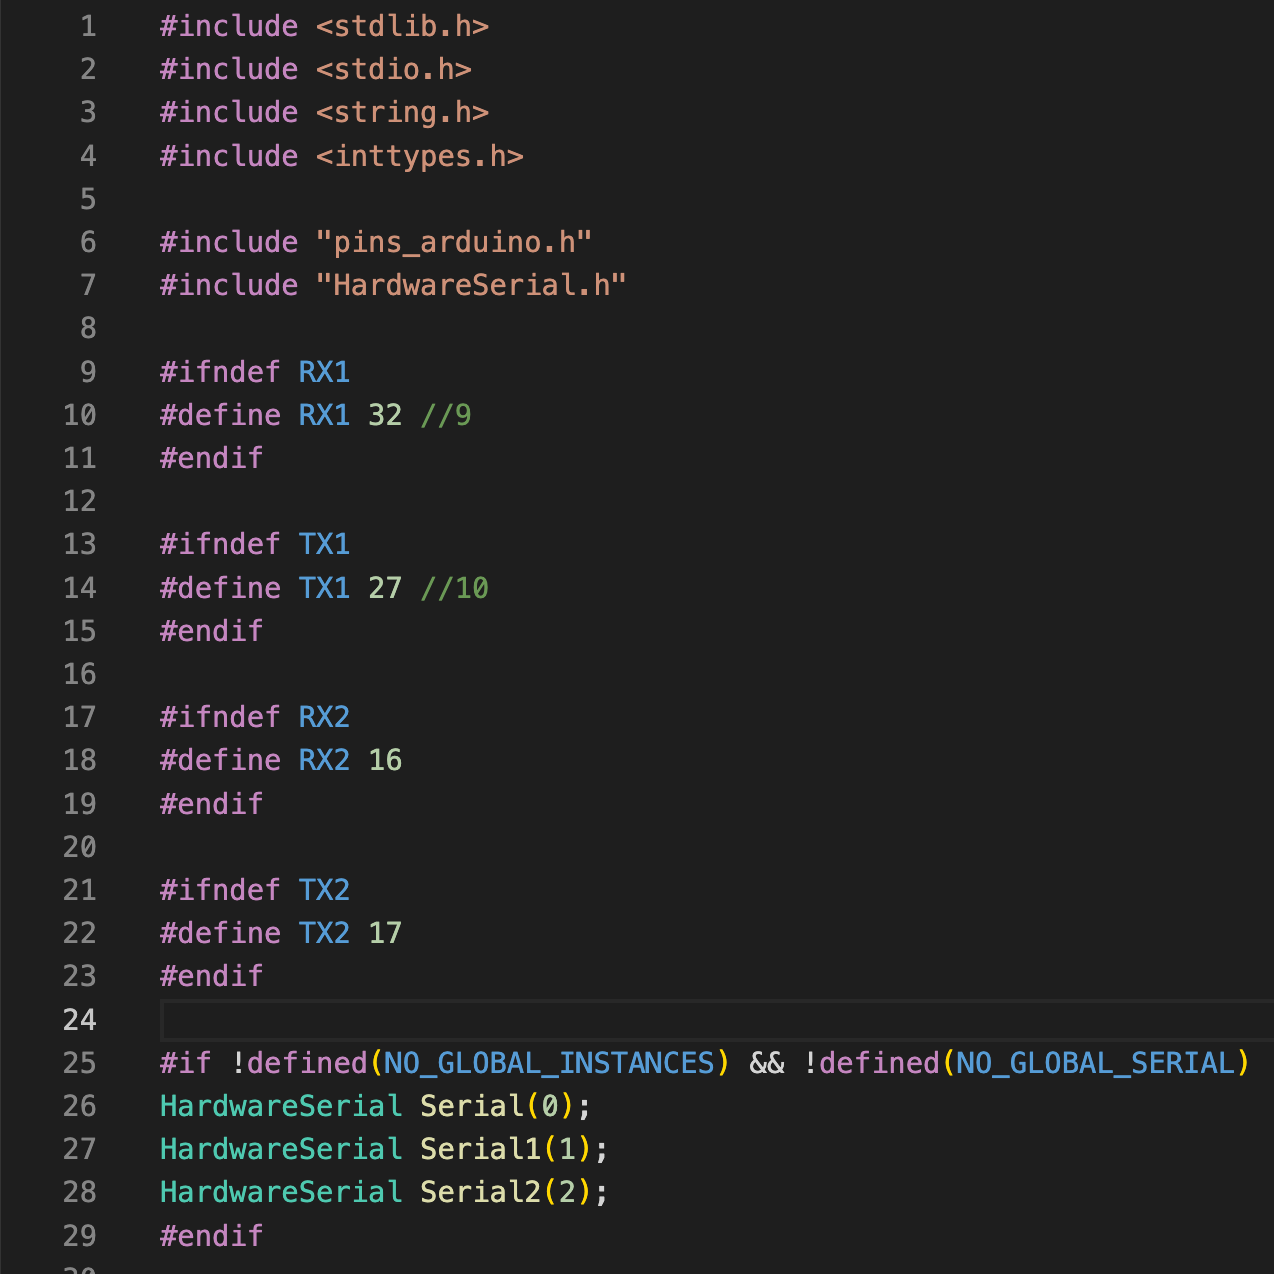 1 #include <stdlib.h>
2 #include <stdio.h>
3 #include <string.h>
4 #include <inttypes.h>
5
6 #include "pins_arduino.h"
7 #include "HardwareSerial.h"
8
9 #ifndef RX1
10 #define RX1 32 //9
11 #endif
12
13 #ifndef TX1
14 #define TX1 27 //10
15 #endif
16
17 #ifndef RX2
18 #define RX2 16
19 #endif
20
21 #ifndef TX2
22 #define TX2 17
23 #endif
24
25 #if !defined(NO_GLOBAL_INSTANCES) && !defined(NO_GLOBAL_SERIAL)
26 HardwareSerial Serial(0);
27 HardwareSerial Serial1(1);
28 HardwareSerial Serial2(2);
29 #endif